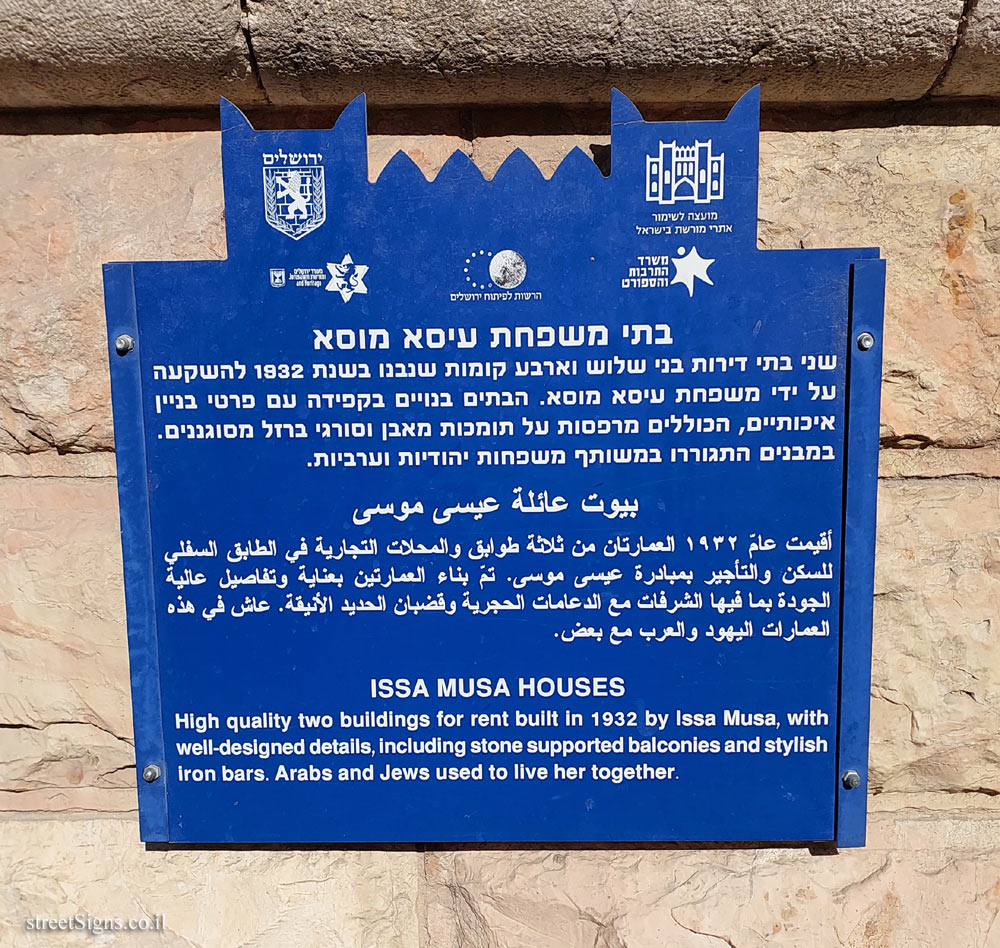 ירושלים
מועצה לשימור
אתרי מורשת בישראל
משרד ירושלים
ומורשת
Jerusalem
and Heritage
הרשות לפיתוח ירושלים
משרד
התרבות
והספורט
בתי משפחת עיסא מוסא
שני בתי דירות בני שלוש וארבע קומות שנבנו בשנת 1932 להשקעה
על ידי משפחת עיסא מוסא. הבתים בנויים בקפידה עם פרטי בניין
איכותיים, הכוללים מרפסות על תומכות מאבן וסורגי ברזל מסוגננים.
במבנים התגוררו במשותף משפחות יהודיות וערביות.
بيوت عائلة عيسى موسى
أقيمت عامّ ١٩٣٢ العمارتان من ثلاثة طوابق والمحلات التجارية في الطابق السفلي
للسكن والتأجير بمبادرة عيسى موسى. تمّ بناء العمارتين بعناية وتفاصيل عالية
الجودة بما فيها الشرفات مع الدعامات الحجرية وقضبان الحديد الأنيقة. عاش في هذه
العمارات اليهود والعرب مع بعض.
ISSA MUSA HOUSES
High quality two buildings for rent built in 1932 by Issa Musa, with
well-designed details, including stone supported balconies and stylish
iron bars. Arabs and Jews used to live her together.
streetSigns.co.il